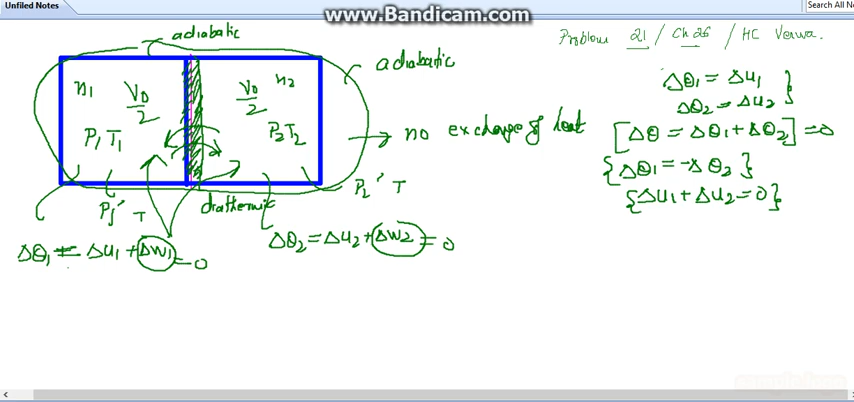 Unfiled Notes
Search All No
www.Bandicam.com
adiabatic
Problem 21 / Ch 26 / HC Verma.
adiabatic
n1 V0/2 P1 T1
V0/2 n2 P2 T2
ΔQ1 = ΔU1 }
ΔQ2 = ΔU2 }
→ no exchange of heat
[ΔQ = ΔQ1 + ΔQ2] = 0
{ΔQ1 = -ΔQ2}
{ΔU1 + ΔU2 = 0}
P1' T
diathermic
P2' T
ΔQ1 = ΔU1 + ΔW1 = 0
ΔQ2 = ΔU2 + ΔW2 = 0